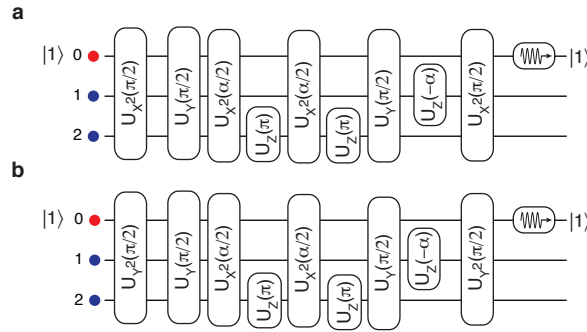 a
|1⟩ 0 U_X²(π/2) U_Y(π/2) U_X²(α/2) U_Z(π) U_X²(α/2) U_Z(π) U_Y(π/2) U_Z(-α) U_X²(π/2) |1⟩
1
2
b
|1⟩ 0 U_Y²(π/2) U_Y(π/2) U_X²(α/2) U_Z(π) U_X²(α/2) U_Z(π) U_Y(π/2) U_Z(-α) U_Y²(π/2) |1⟩
1
2